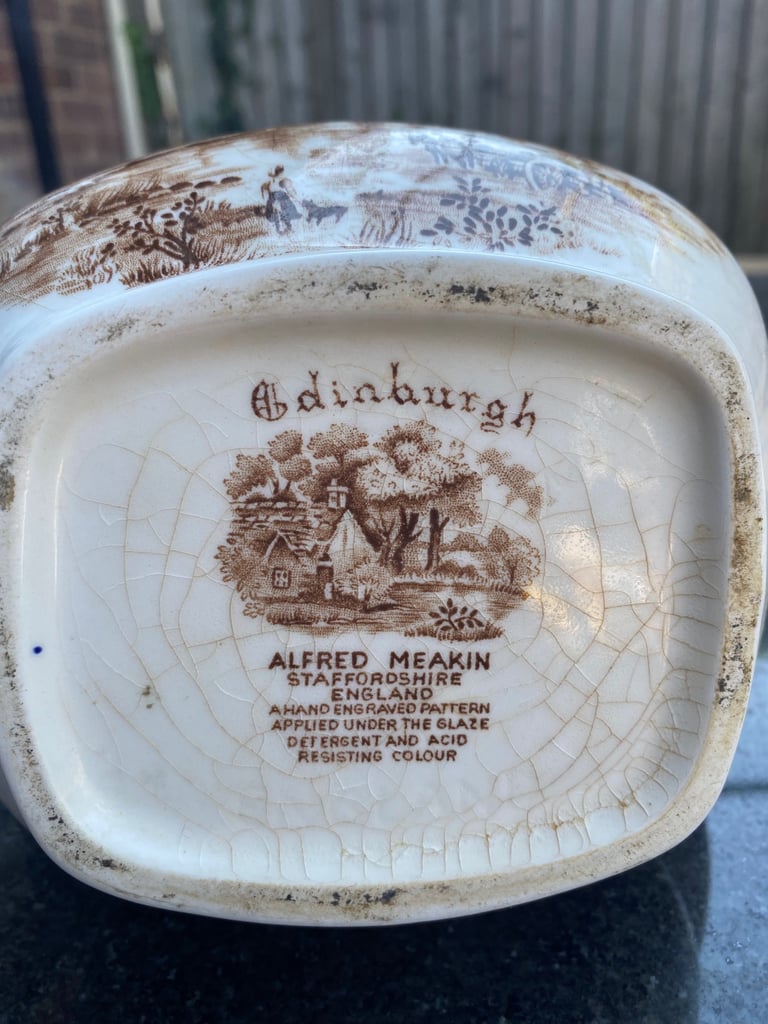 Edinburgh
ALFRED MEAKIN
STAFFORDSHIRE
ENGLAND
A HAND ENGRAVED PATTERN
APPLIED UNDER THE GLAZE
DETERGENT AND ACID
RESISTING COLOUR